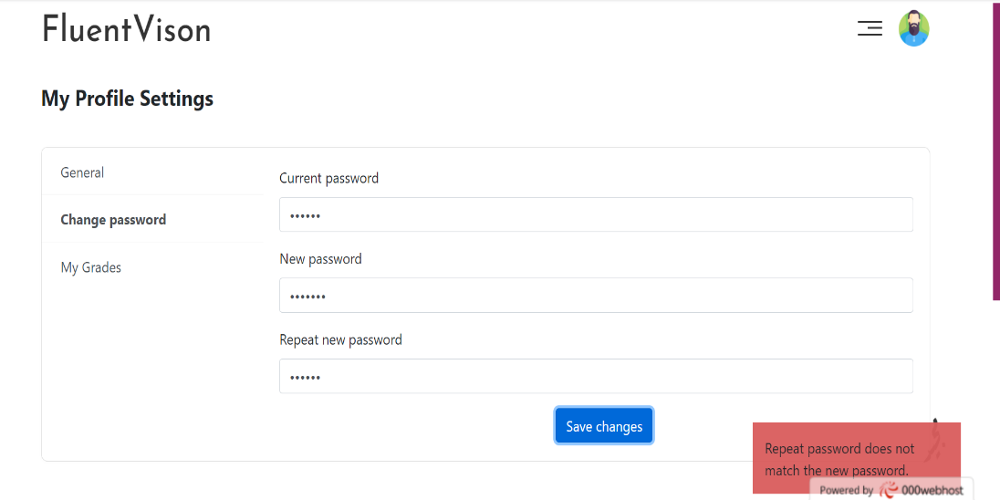 FluentVison
My Profile Settings
General
Change password
My Grades
Current password
••••••
New password
•••••••
Repeat new password
••••••
Save changes
Repeat password does not
match the new password.
Powered by 000webhost